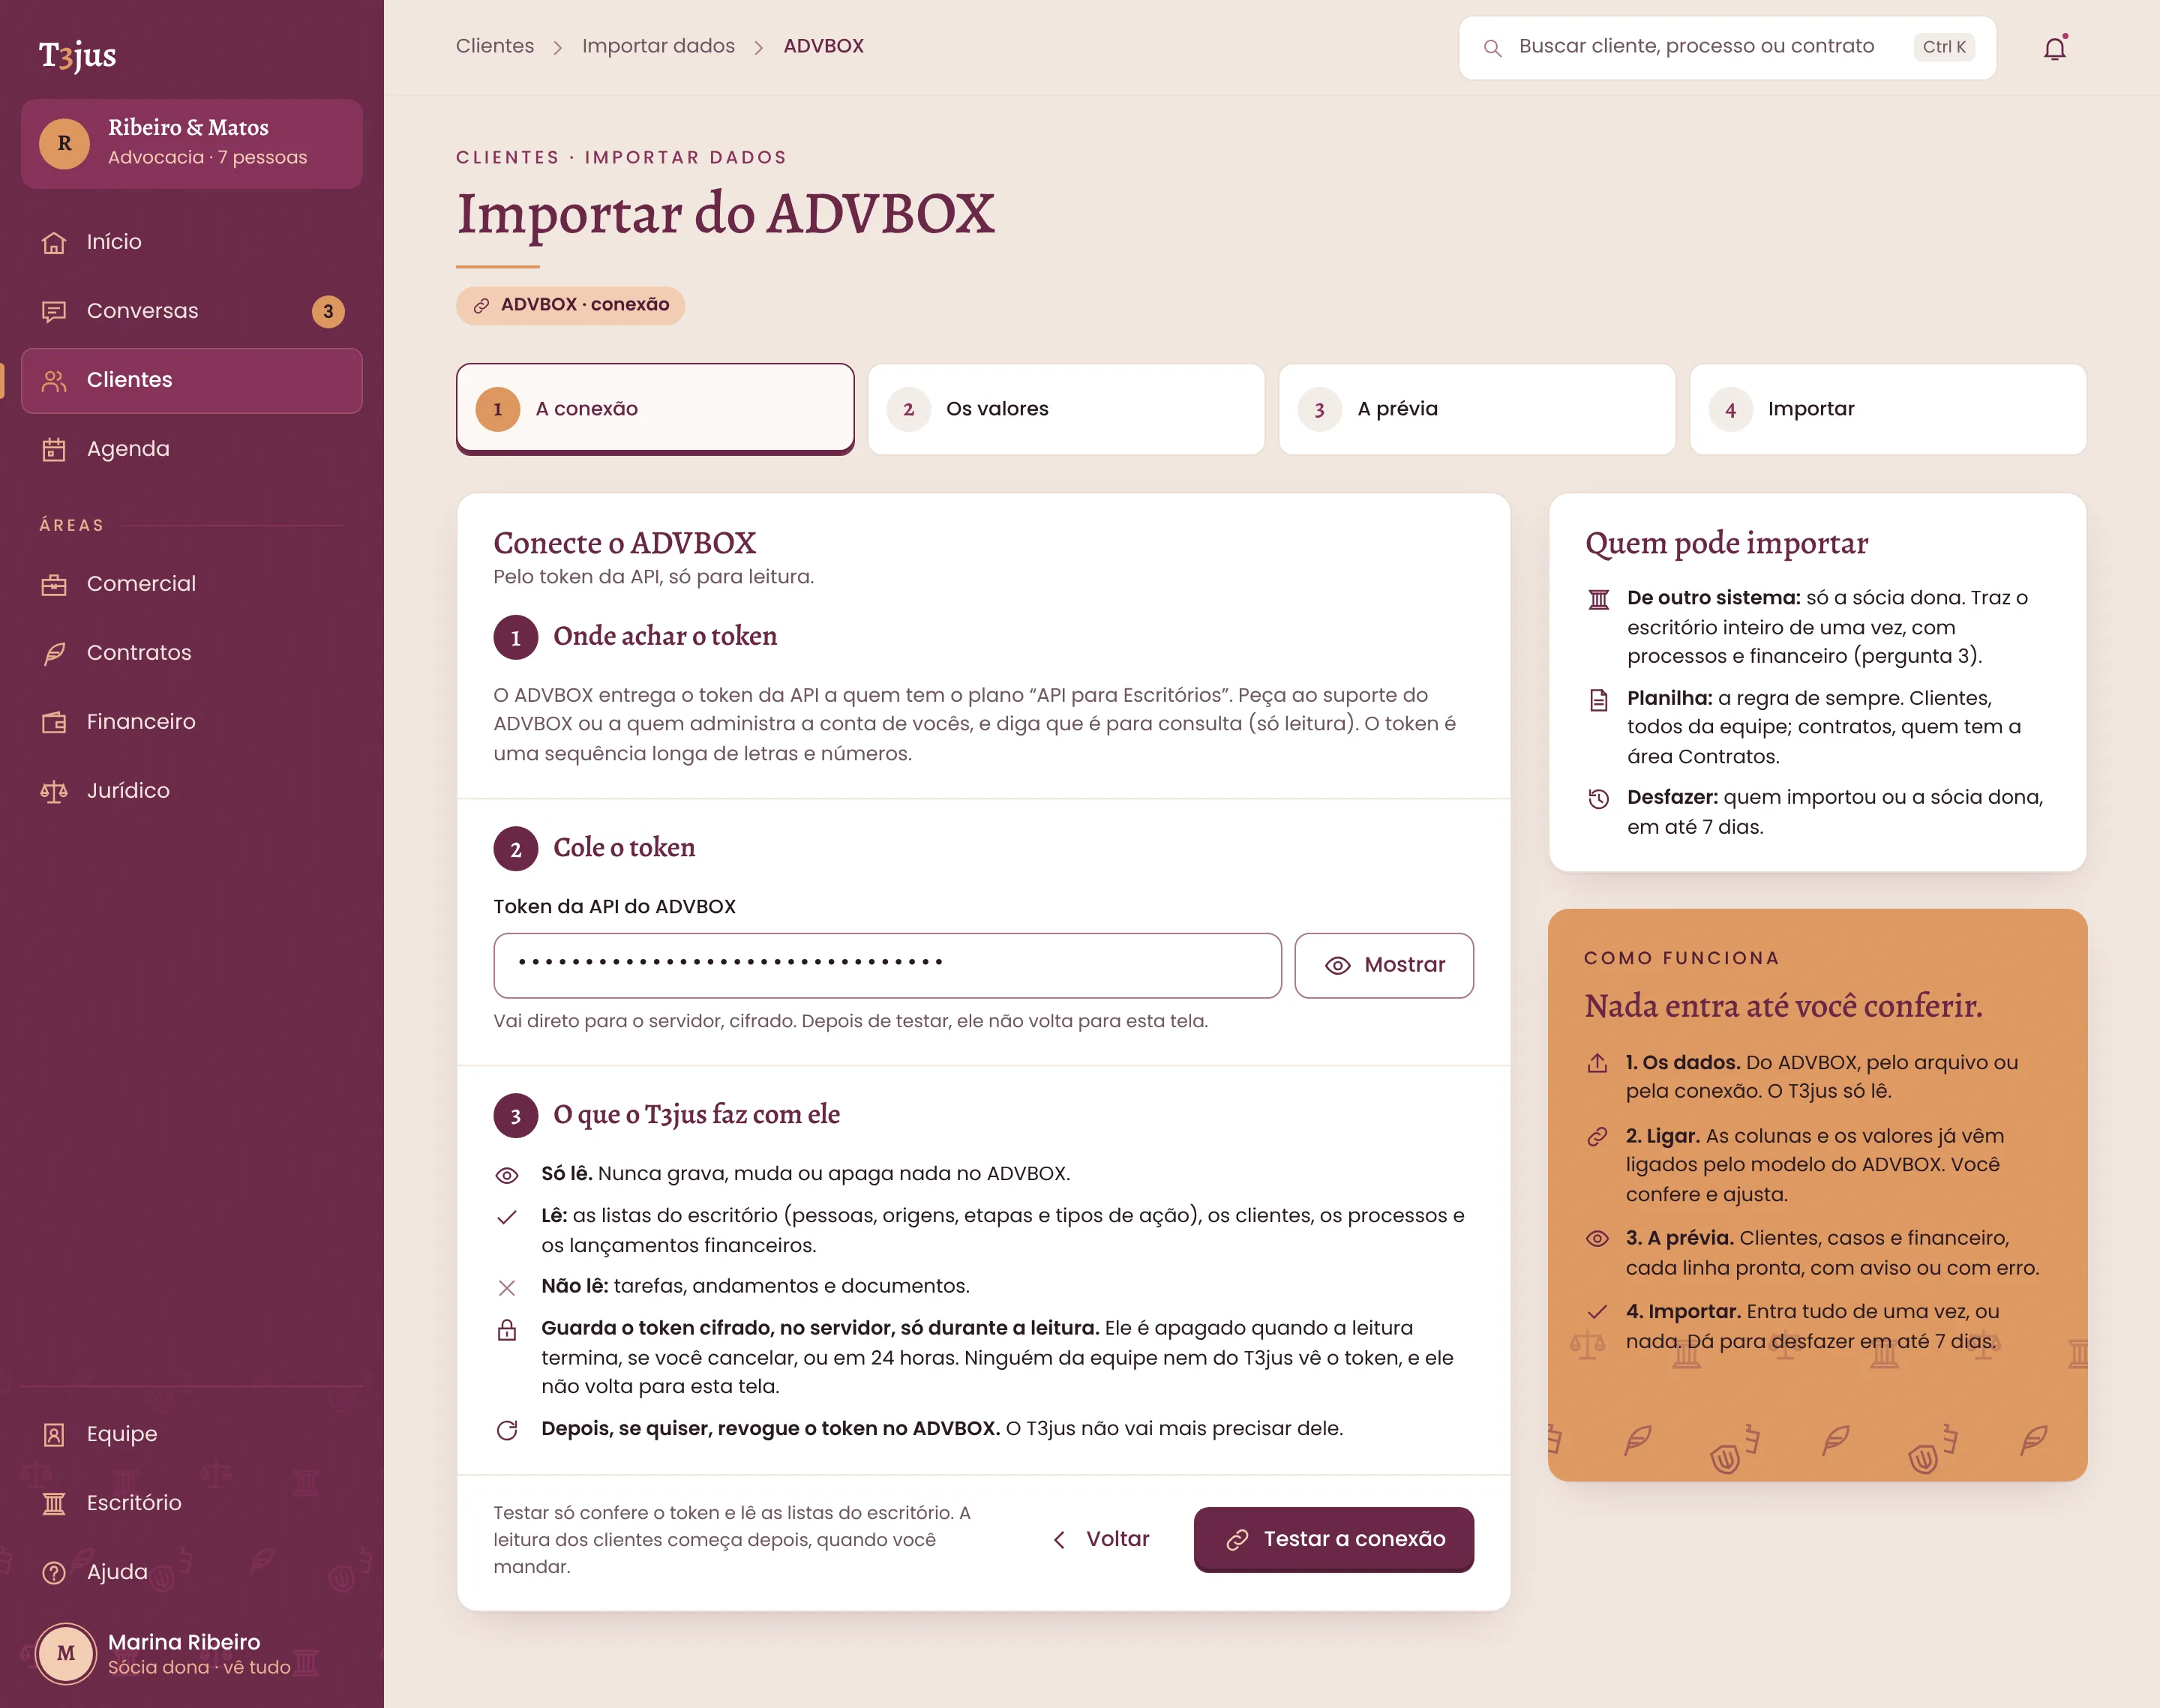 T3jus
R
Ribeiro & Matos
Advocacia · 7 pessoas
Início
Conversas
3
Clientes
Agenda
ÁREAS
Comercial
Contratos
Financeiro
Jurídico
Equipe
Escritório
Ajuda
M
Marina Ribeiro
Sócia dona · vê tudo
Clientes > Importar dados > ADVBOX
Buscar cliente, processo ou contrato
Ctrl K
CLIENTES · IMPORTAR DADOS
Importar do ADVBOX
ADVBOX · conexão
1 A conexão
2 Os valores
3 A prévia
4 Importar
Conecte o ADVBOX
Pelo token da API, só para leitura.
1 Onde achar o token
O ADVBOX entrega o token da API a quem tem o plano “API para Escritórios”. Peça ao suporte do
ADVBOX ou a quem administra a conta de vocês, e diga que é para consulta (só leitura). O token é
uma sequência longa de letras e números.
2 Cole o token
Token da API do ADVBOX
••••••••••••••••••••••••••••••••
Mostrar
Vai direto para o servidor, cifrado. Depois de testar, ele não volta para esta tela.
3 O que o T3jus faz com ele
Só lê. Nunca grava, muda ou apaga nada no ADVBOX.
Lê: as listas do escritório (pessoas, origens, etapas e tipos de ação), os clientes, os processos e
os lançamentos financeiros.
Não lê: tarefas, andamentos e documentos.
Guarda o token cifrado, no servidor, só durante a leitura. Ele é apagado quando a leitura
termina, se você cancelar, ou em 24 horas. Ninguém da equipe nem do T3jus vê o token, e ele
não volta para esta tela.
Depois, se quiser, revogue o token no ADVBOX. O T3jus não vai mais precisar dele.
Testar só confere o token e lê as listas do escritório. A
leitura dos clientes começa depois, quando você
mandar.
Voltar
Testar a conexão
Quem pode importar
De outro sistema: só a sócia dona. Traz o
escritório inteiro de uma vez, com
processos e financeiro (pergunta 3).
Planilha: a regra de sempre. Clientes,
todos da equipe; contratos, quem tem a
área Contratos.
Desfazer: quem importou ou a sócia dona,
em até 7 dias.
COMO FUNCIONA
Nada entra até você conferir.
1. Os dados. Do ADVBOX, pelo arquivo ou
pela conexão. O T3jus só lê.
2. Ligar. As colunas e os valores já vêm
ligados pelo modelo do ADVBOX. Você
confere e ajusta.
3. A prévia. Clientes, casos e financeiro,
cada linha pronta, com aviso ou com erro.
4. Importar. Entra tudo de uma vez, ou
nada. Dá para desfazer em até 7 dias.